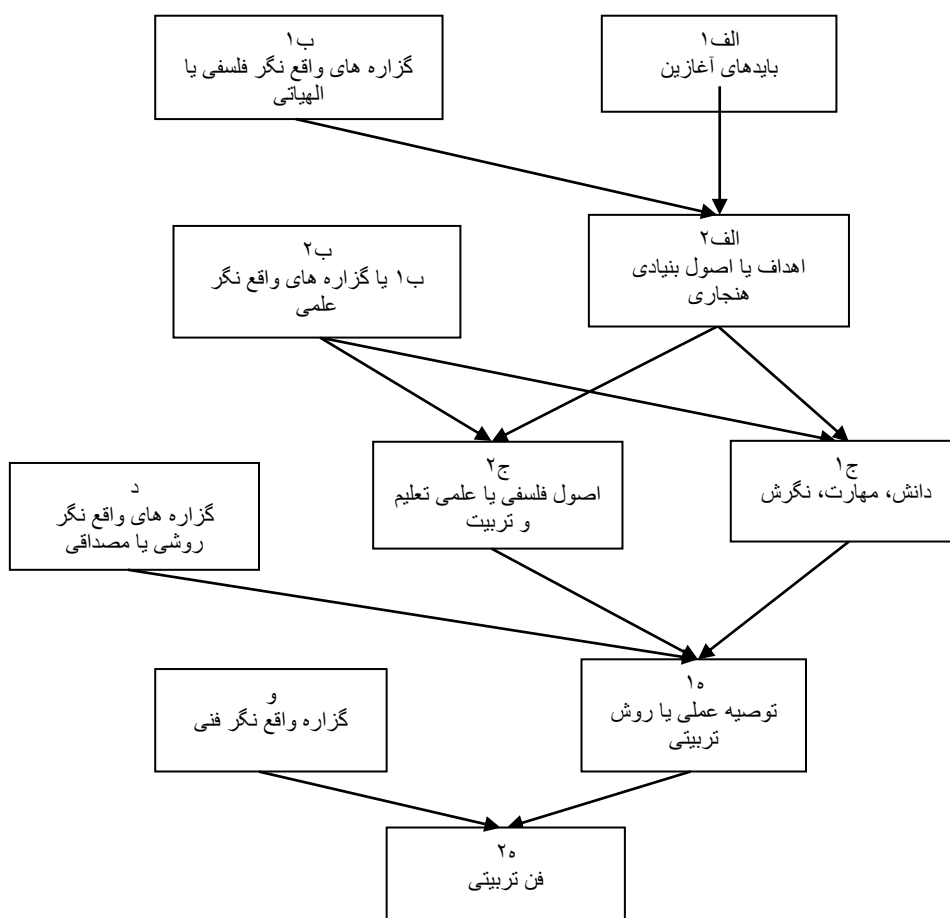 الف۱
بایدهای آغازین
ب۱
گزاره های واقع نگر فلسفی یا
الهیاتی
الف۲
اهداف یا اصول بنیادی
هنجاری
ب۲
ب۱ یا گزاره های واقع نگر
علمی
ج۱
دانش، مهارت، نگرش
ج۲
اصول فلسفی یا علمی تعلیم
و تربیت
د
گزاره های واقع نگر
روشی یا مصداقی
ه۱
توصیه عملی یا روش
تربیتی
و
گزاره واقع نگر فنی
ه۲
فن تربیتی